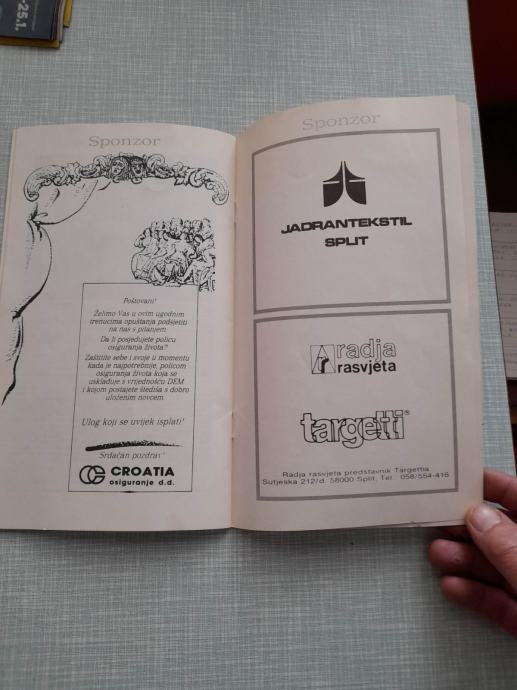 -25.1.
Sponzor
Poštovani!
Želimo Vas u ovim ugodnim
trenucima opuštanja podsjetiti
na nas s pitanjem:
Da li posjedujete policu
osiguranja života?
Zaštitite sebe i svoje u momentu
kada je najpotrebnije, policom
osiguranja života koja se
usklađuje s vrijednošću DEM
i kojom postajete štediša s dobro
uloženim novcem.
Ulog koji se uvijek isplati!
Srdačan pozdrav!
CROATIA
osiguranje d.d.
Sponzor
JADRANTEKSTIL
SPLIT
radja
rasvjeta
targetti®
Radja rasvjeta predstavnik Targettia
Sutjeska 212/d. 58000 Split. Tel. 058/554-416